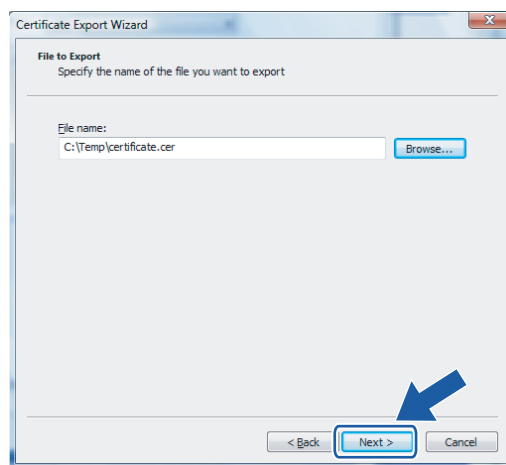 Certificate Export Wizard
File to Export
Specify the name of the file you want to export
File name:
C:\Temp\certificate.cer
Browse...
< Back
Next >
Cancel